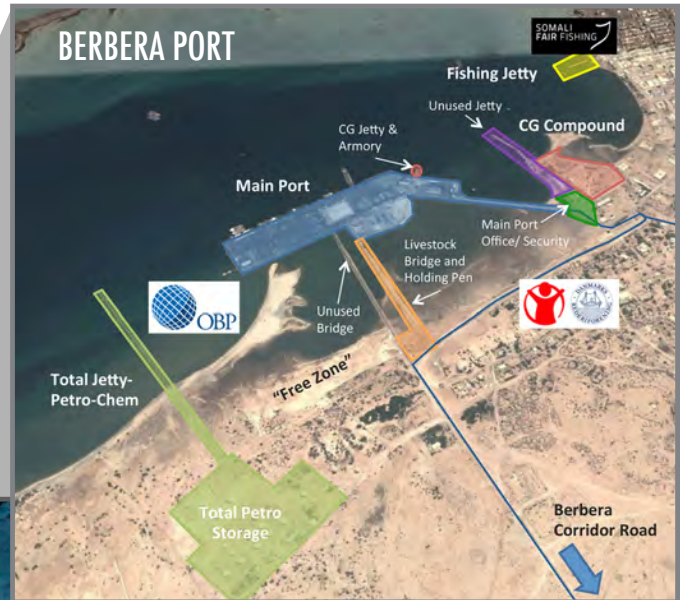 BERBERA PORT
SOMALI
FAIR FISHING
Fishing Jetty
Unused Jetty
CG Compound
CG Jetty &
Armory
Main Port
Main Port
Office/ Security
Livestock
Bridge and
Holding Pen
Unused
Bridge
OBP
DANMARKS
REDERIFORENING
"Free Zone"
Total Jetty-
Petro-Chem
Total Petro
Storage
Berbera
Corridor Road